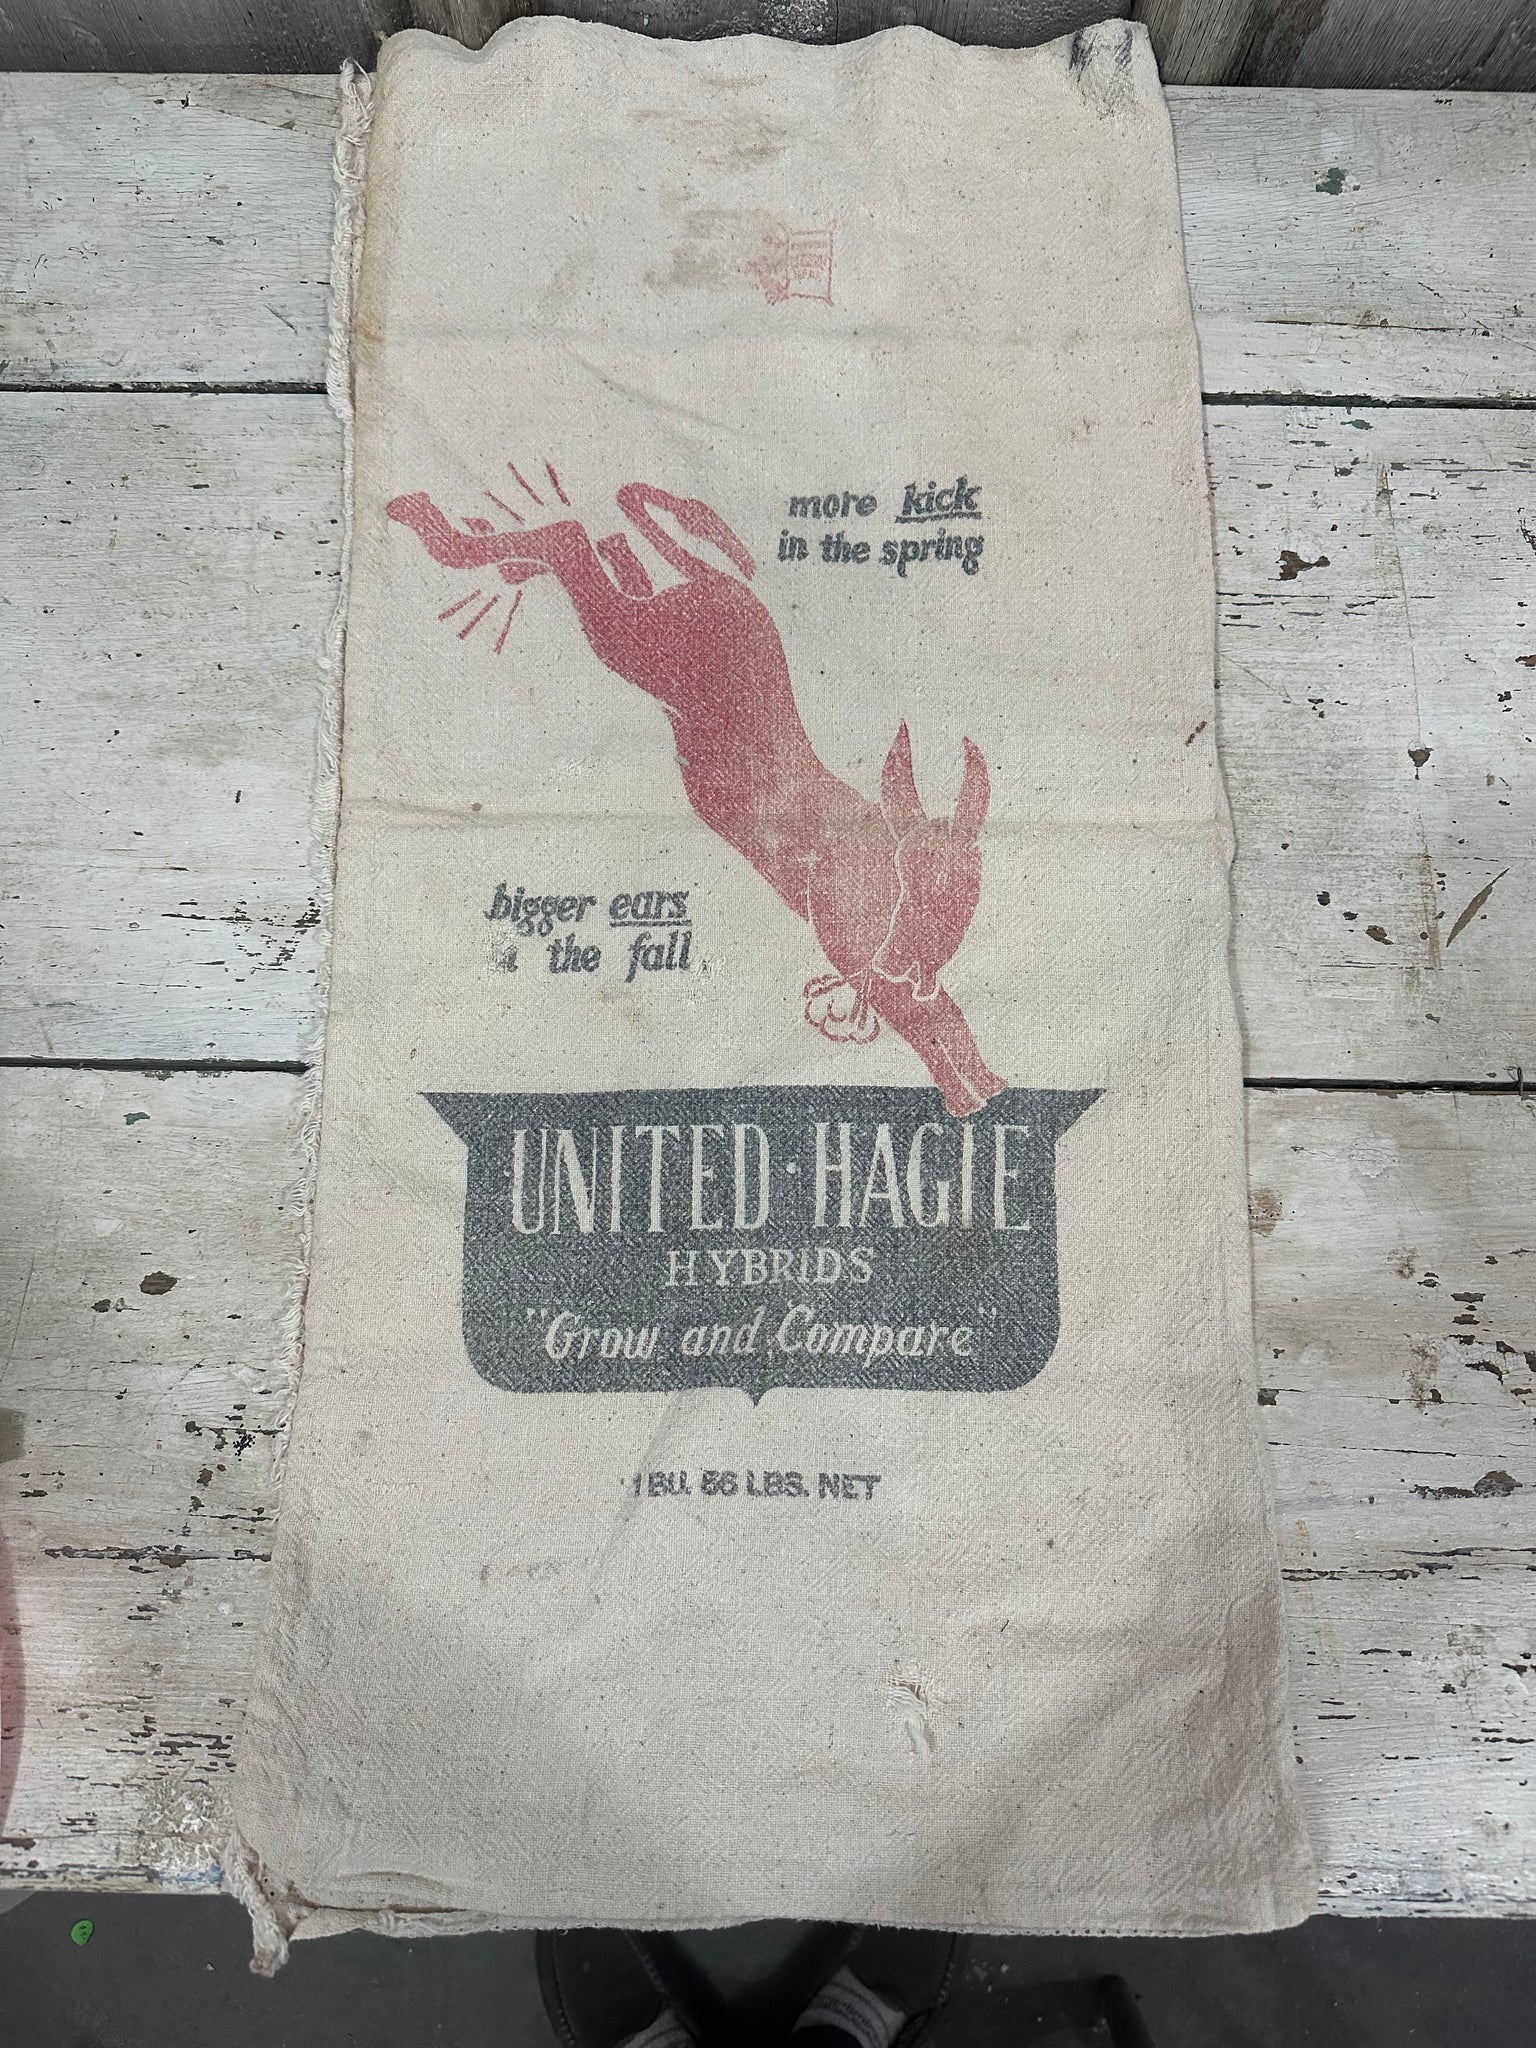 more kick
in the spring
bigger ears
the fall
UNITED · HAGIE
HYBRIDS
"Grow and Compare"
1 BU. 56 LBS. NET